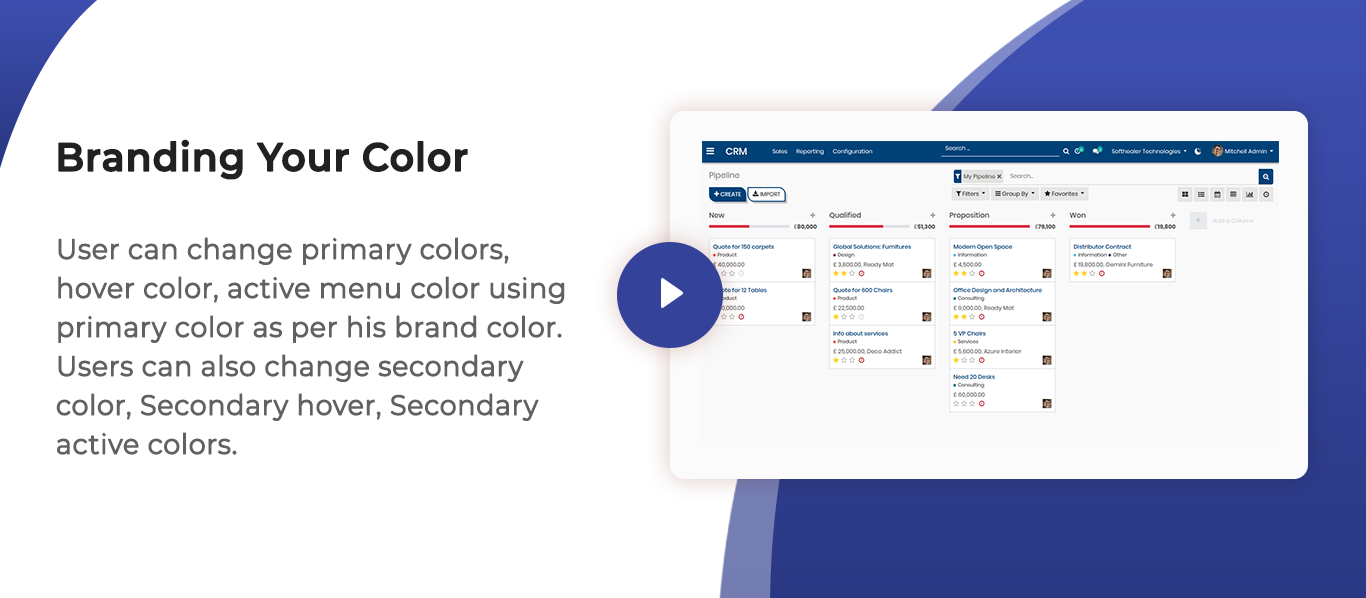 Branding Your Color
User can change primary colors,
hover color, active menu color using
primary color as per his brand color.
Users can also change secondary
color, Secondary hover, Secondary
active colors.
CRM Sales Reporting Configuration Search ... Softhealer Technologies Mitchell Admin
Pipeline My Pipeline Search...
CREATE IMPORT Filters Group By Favorites
New + Qualified + Proposition + Won + + Add a Column
£80,000 £51,300 £79,100 £19,800
Quote for 150 carpets
Product
£ 40,000.00
ote for 12 Tables
oduct
0,000.00
Global Solutions: Furnitures
Design
£ 3,800.00, Ready Mat
Quote for 600 Chairs
Product
£ 22,500.00
Info about services
Product
£ 25,000.00, Deco Addict
Modern Open Space
Information
£ 4,500.00
Office Design and Architecture
Consulting
£ 9,000.00, Ready Mat
5 VP Chairs
Services
£ 5,600.00, Azure Interior
Need 20 Desks
Consulting
£ 60,000.00
Distributor Contract
Information Other
£ 19,800.00, Gemini Furniture